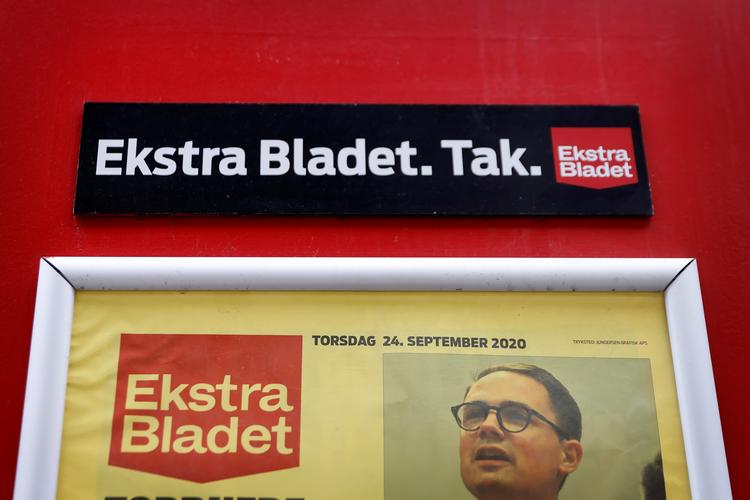 Ekstra Bladet. Tak.
Ekstra
Bladet
TORSDAG 24. SEPTEMBER 2020
TRYKSTED: JUNGERSEN GRAFISK APS
Ekstra
Bladet